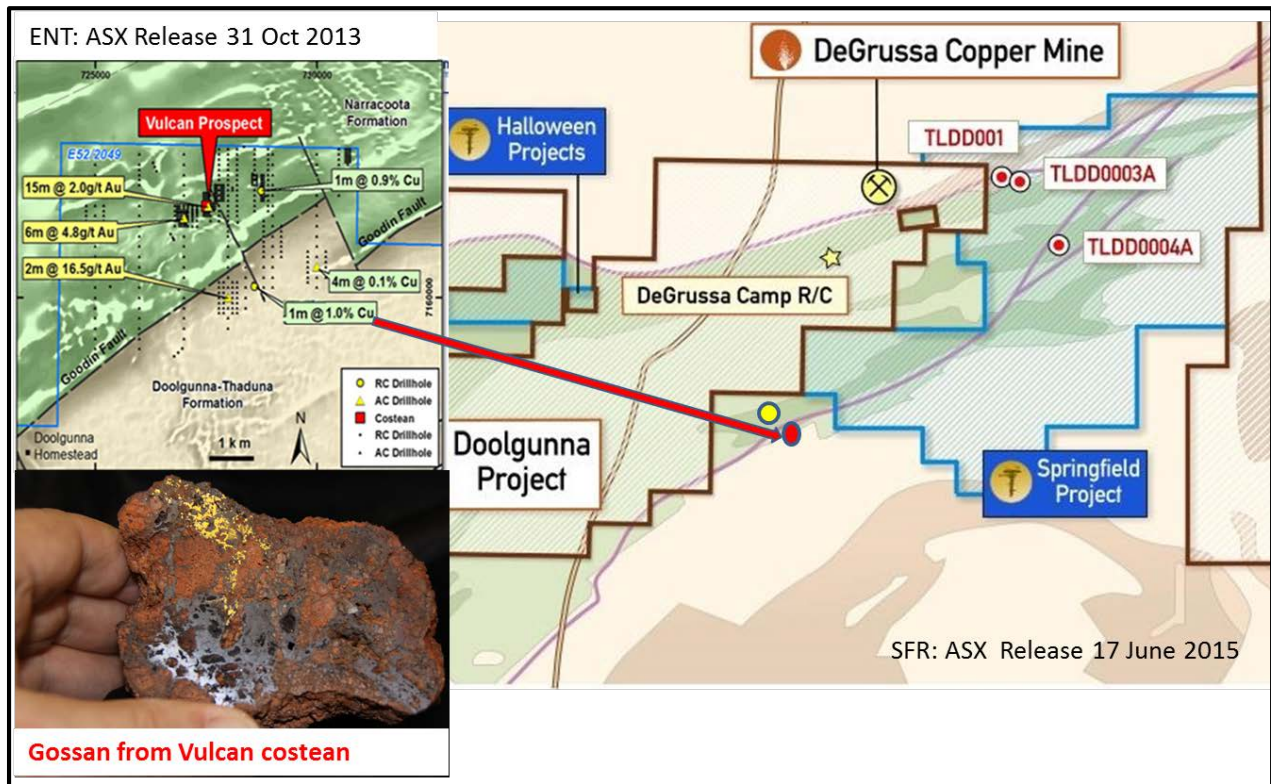 ENT: ASX Release 31 Oct 2013
725000
730000
Narracoota
Formation
Vulcan Prospect
E52/2049
15m @ 2.0g/t Au
1m @ 0.9% Cu
6m @ 4.8g/t Au
Goodin Fault
2m @ 16.5g/t Au
4m @ 0.1% Cu
7160000
1m @ 1.0% Cu
Goodin Fault
Doolgunna-Thaduna
Formation
Doolgunna
Homestead
1 km
N
RC Drillhole
AC Drillhole
Costean
RC Drillhole
AC Drillhole
Gossan from Vulcan costean
DeGrussa Copper Mine
Halloween
Projects
TLDD001
TLDD0003A
TLDD0004A
DeGrussa Camp R/C
Doolgunna
Project
Springfield
Project
SFR: ASX Release 17 June 2015